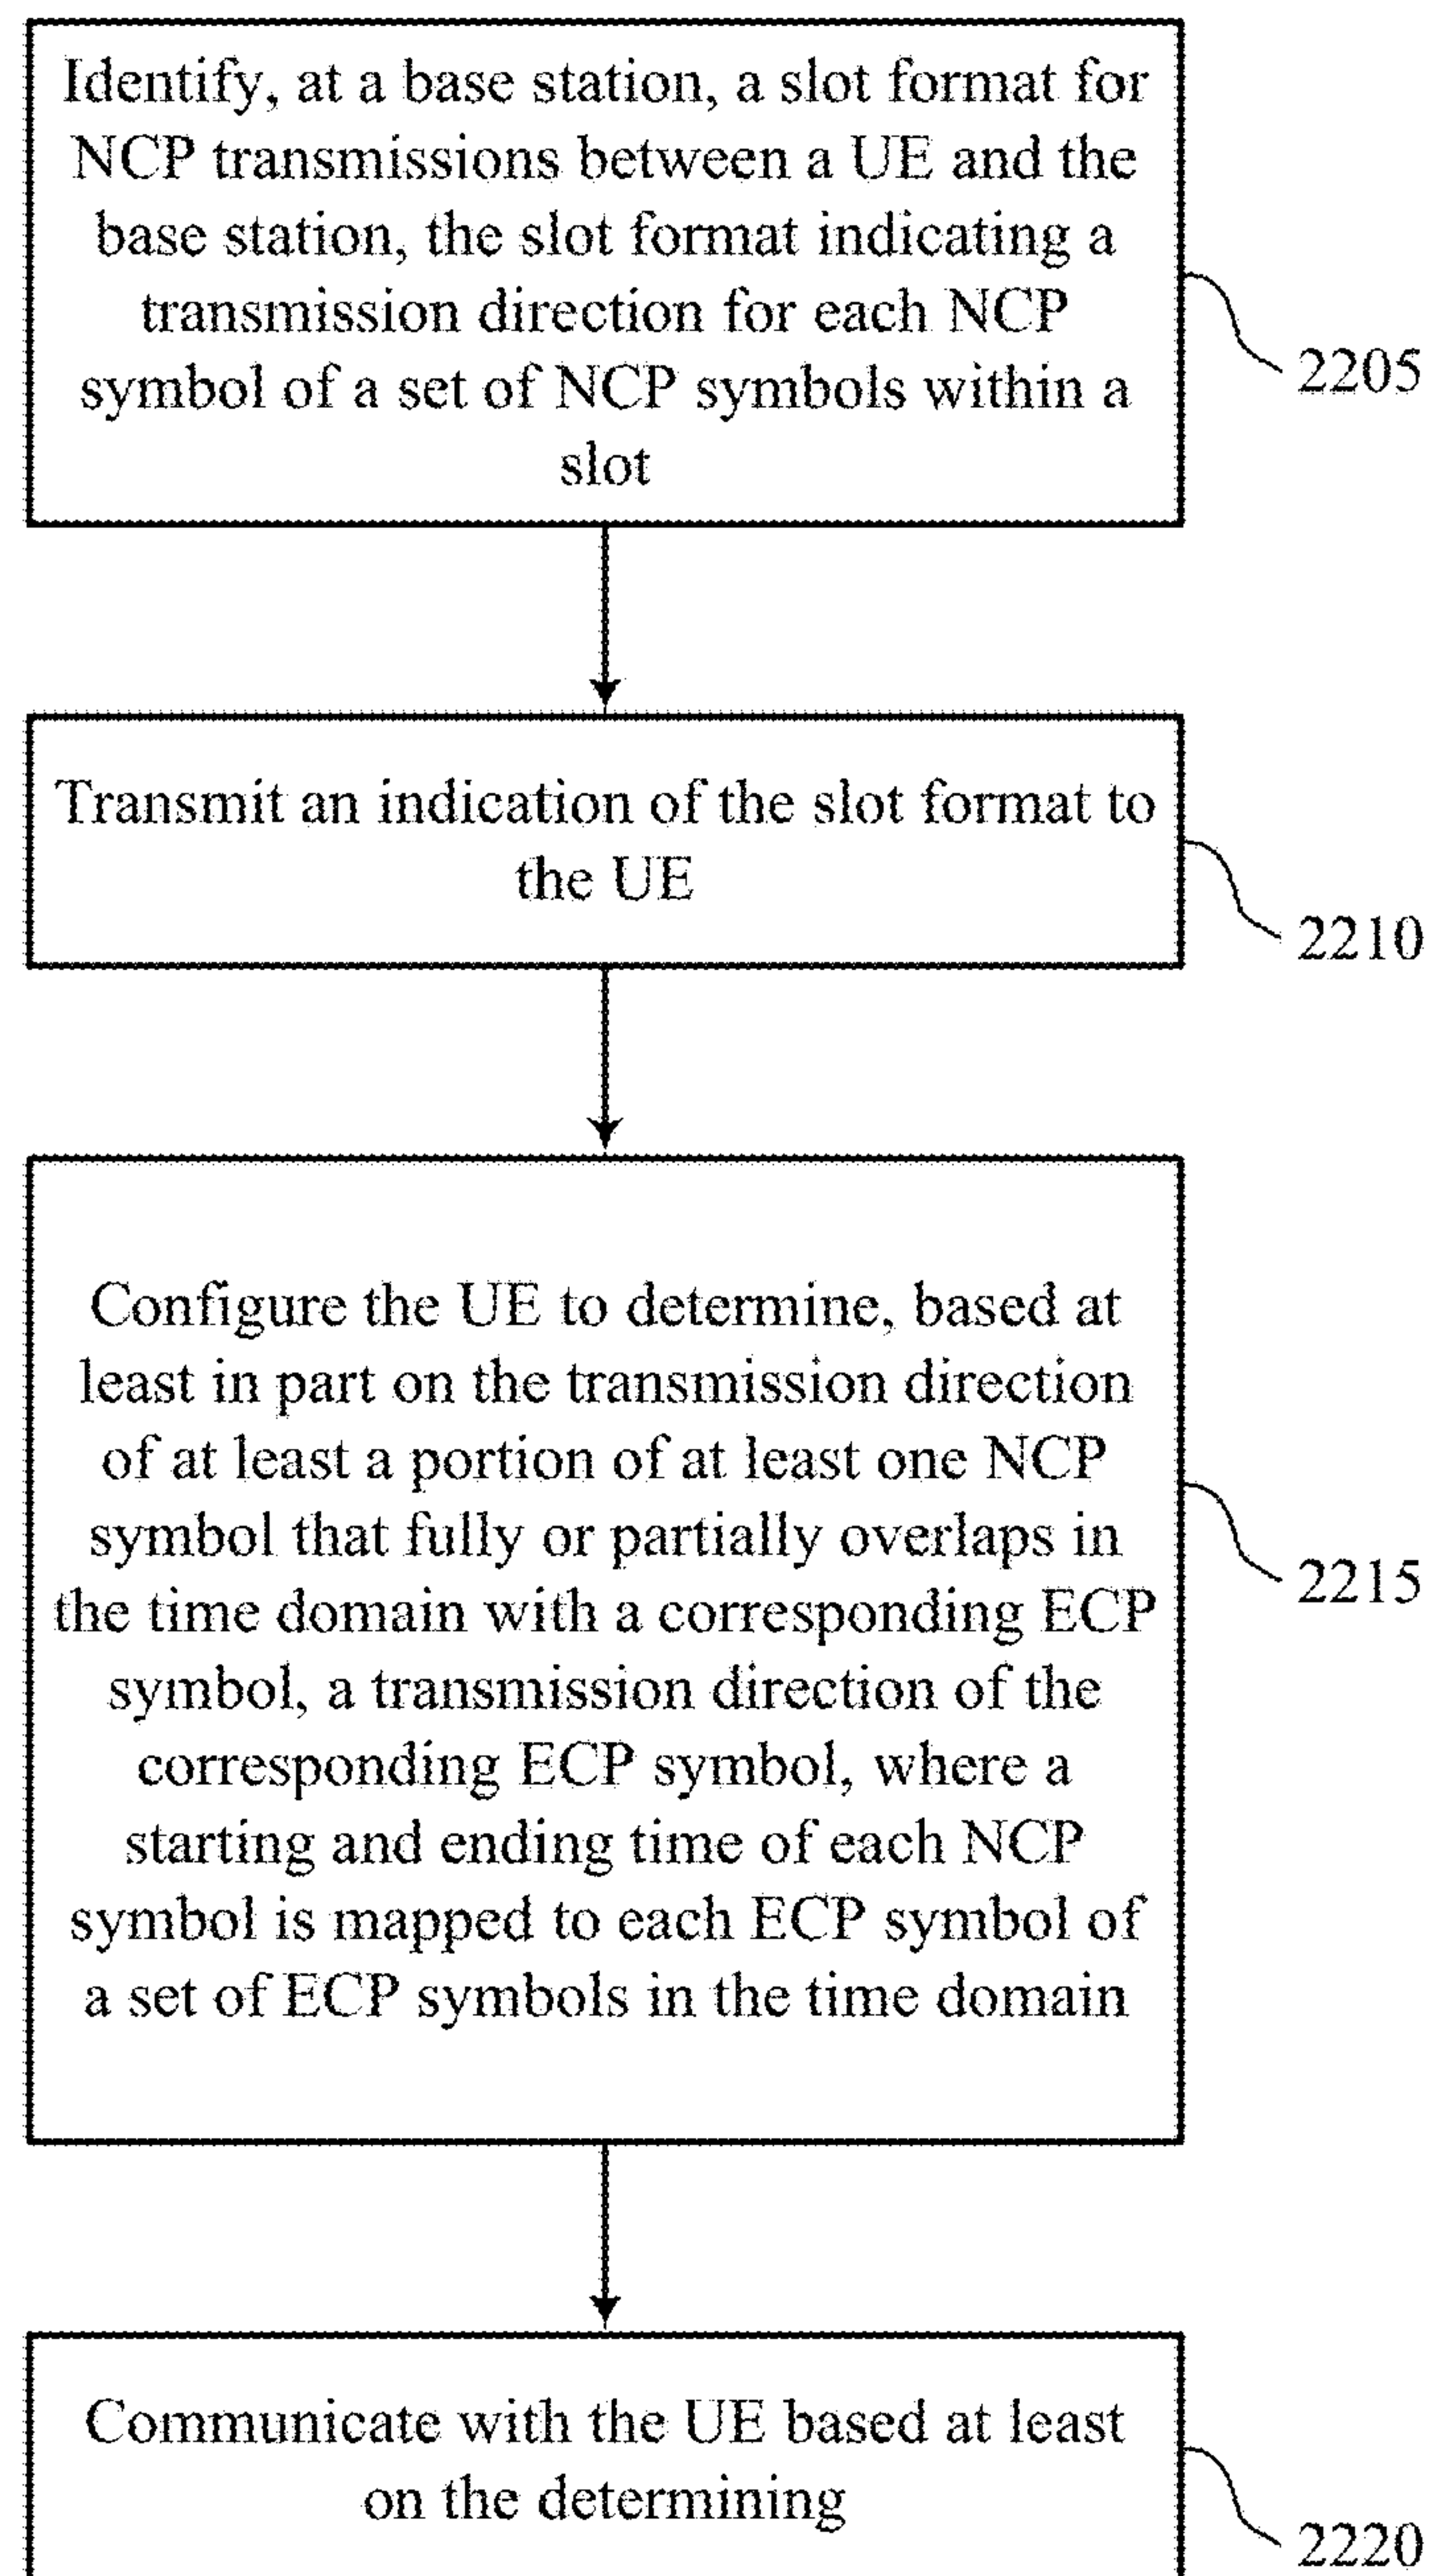 Identify, at a base station, a slot format for
NCP transmissions between a UE and the
base station, the slot format indicating a
transmission direction for each NCP
symbol of a set of NCP symbols within a
slot
2205
Transmit an indication of the slot format to
the UE
2210
Configure the UE to determine, based at
least in part on the transmission direction
of at least a portion of at least one NCP
symbol that fully or partially overlaps in
the time domain with a corresponding ECP
symbol, a transmission direction of the
corresponding ECP symbol, where a
starting and ending time of each NCP
symbol is mapped to each ECP symbol of
a set of ECP symbols in the time domain
2215
Communicate with the UE based at least
on the determining
2220